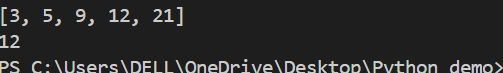 [3, 5, 9, 12, 21]
12
PS C:\Users\DELL\OneDrive\Desktop\Python demo>